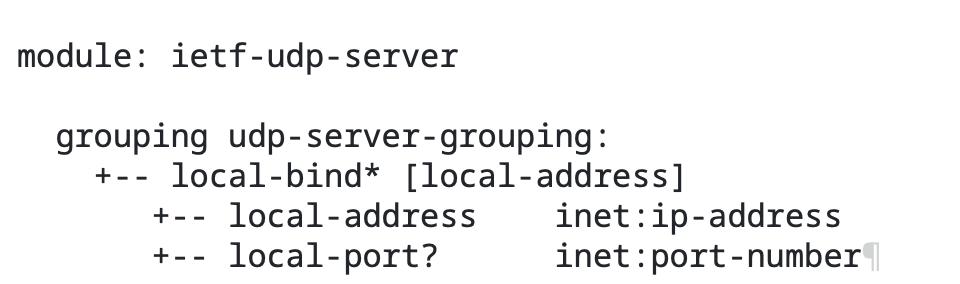 module: ietf-udp-server
grouping udp-server-grouping:
+-- local-bind* [local-address]
+-- local-address    inet:ip-address
+-- local-port?      inet:port-number¶